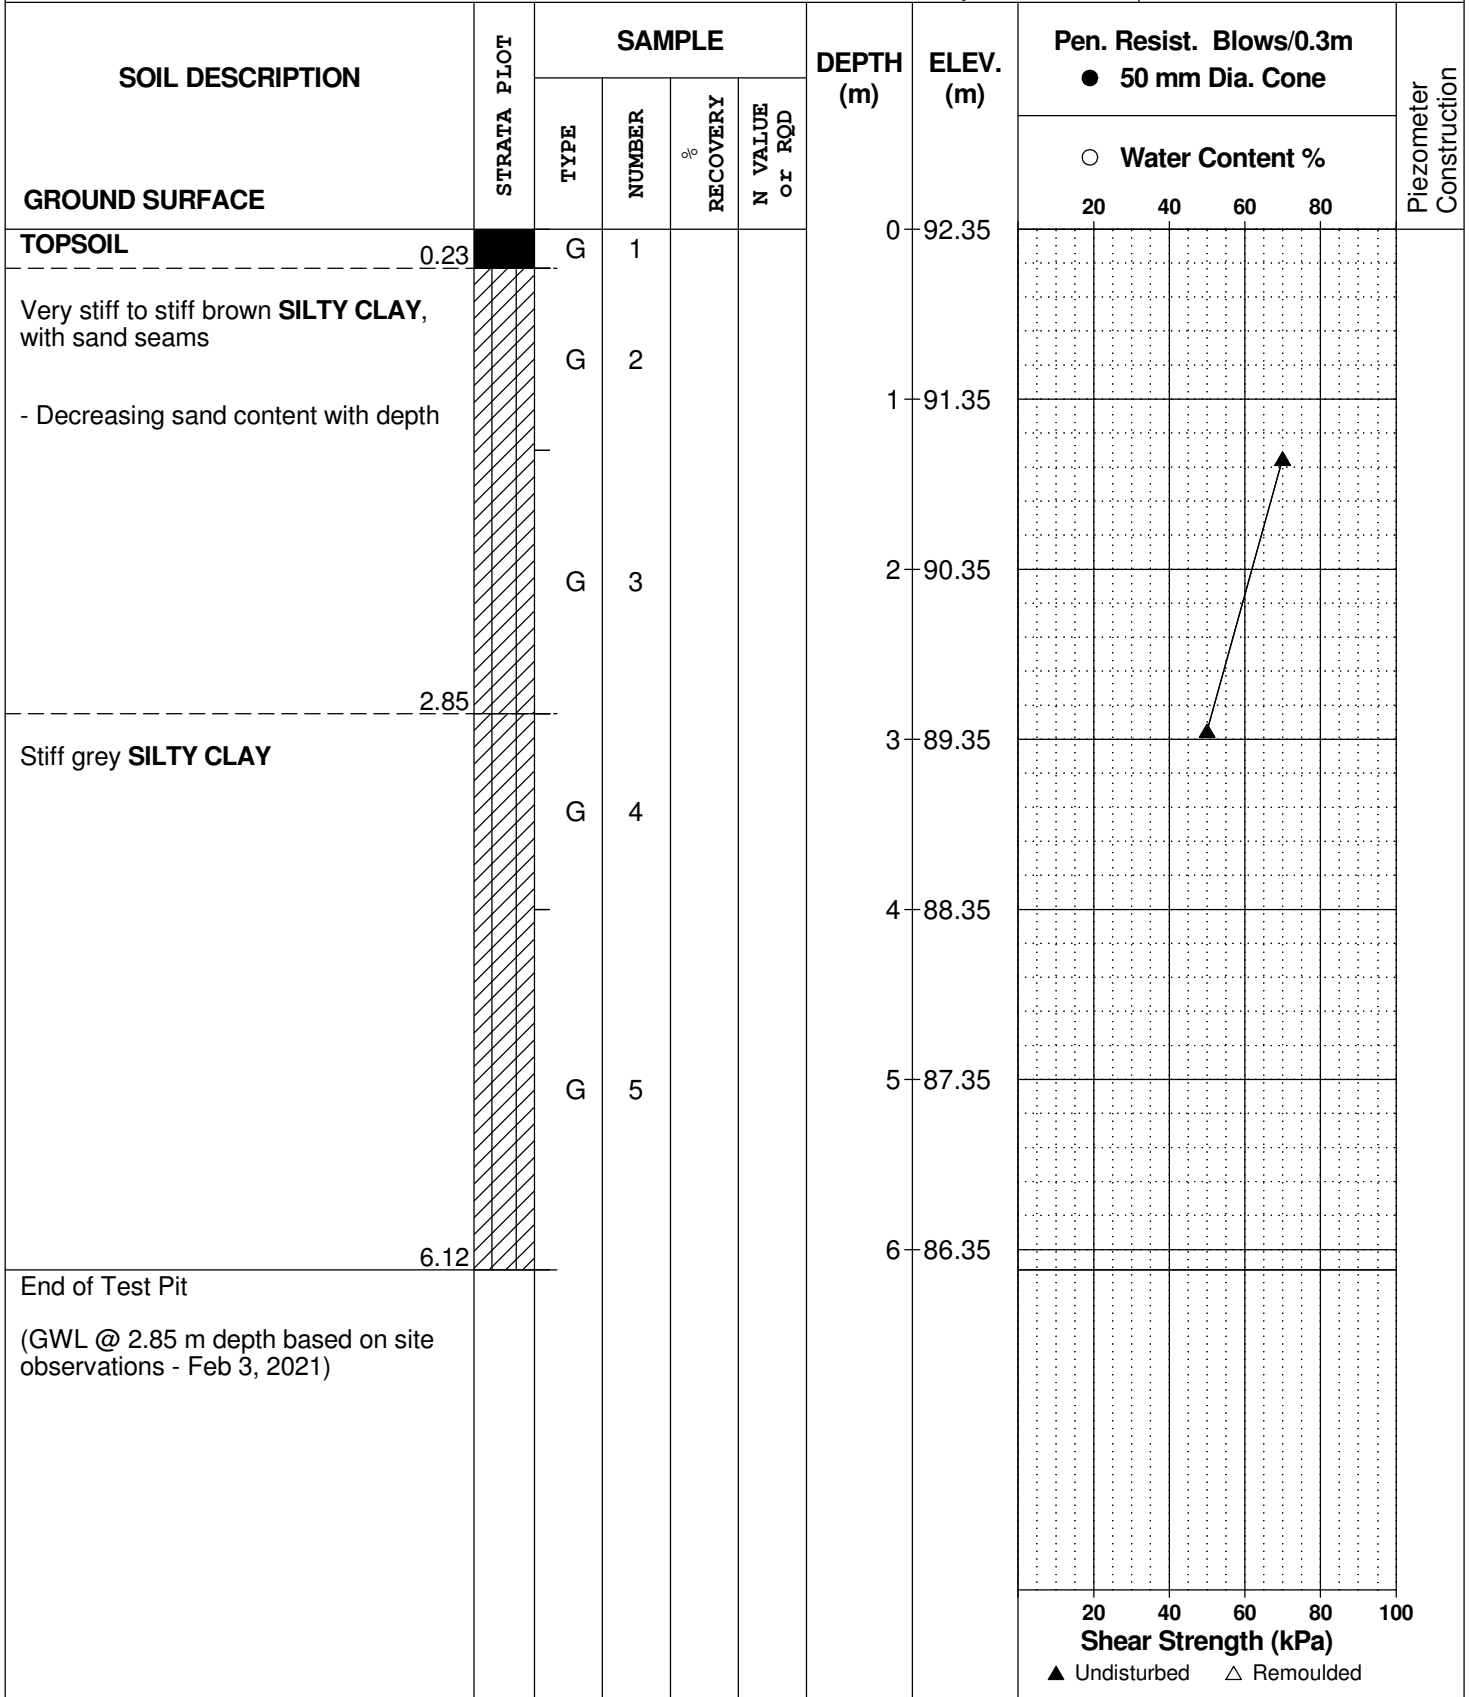 SOIL DESCRIPTION
GROUND SURFACE
STRATA PLOT
SAMPLE
TYPE
NUMBER
%
RECOVERY
N VALUE
or RQD
DEPTH
(m)
ELEV.
(m)
Pen. Resist. Blows/0.3m
● 50 mm Dia. Cone
○ Water Content %
20 40 60 80
Piezometer
Construction
TOPSOIL
0.23
G 1
0 92.35
Very stiff to stiff brown SILTY CLAY,
with sand seams
G 2
1 91.35
- Decreasing sand content with depth
2 90.35
G 3
2.85
3 89.35
Stiff grey SILTY CLAY
G 4
4 88.35
5 87.35
G 5
6 86.35
6.12
End of Test Pit
(GWL @ 2.85 m depth based on site
observations - Feb 3, 2021)
20 40 60 80 100
Shear Strength (kPa)
▲ Undisturbed △ Remoulded